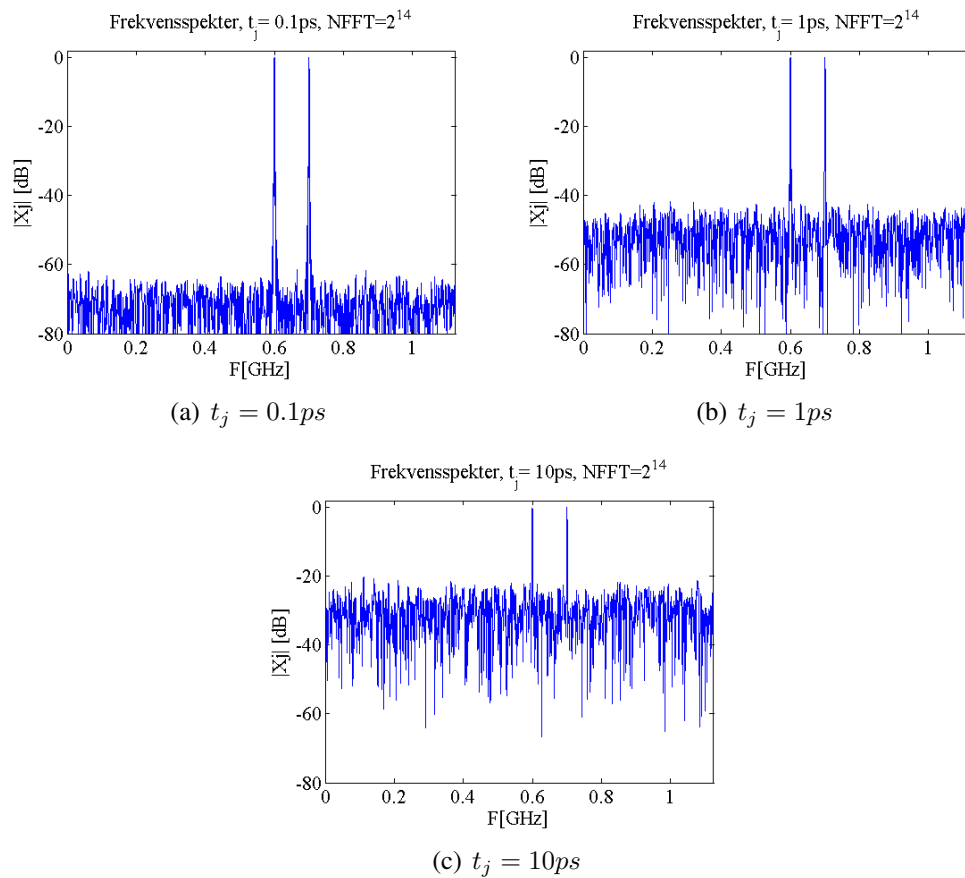 Frekvensspekter, t_j= 0.1ps, NFFT=2^14
0
-20
-40
-60
-80
|Xj| [dB]
0 0.2 0.4 0.6 0.8 1
F[GHz]
(a) t_j = 0.1ps
Frekvensspekter, t_j= 1ps, NFFT=2^14
0
-20
-40
-60
-80
|Xj| [dB]
0 0.2 0.4 0.6 0.8 1
F[GHz]
(b) t_j = 1ps
Frekvensspekter, t_j= 10ps, NFFT=2^14
0
-20
-40
-60
-80
|Xj| [dB]
0 0.2 0.4 0.6 0.8 1
F[GHz]
(c) t_j = 10ps